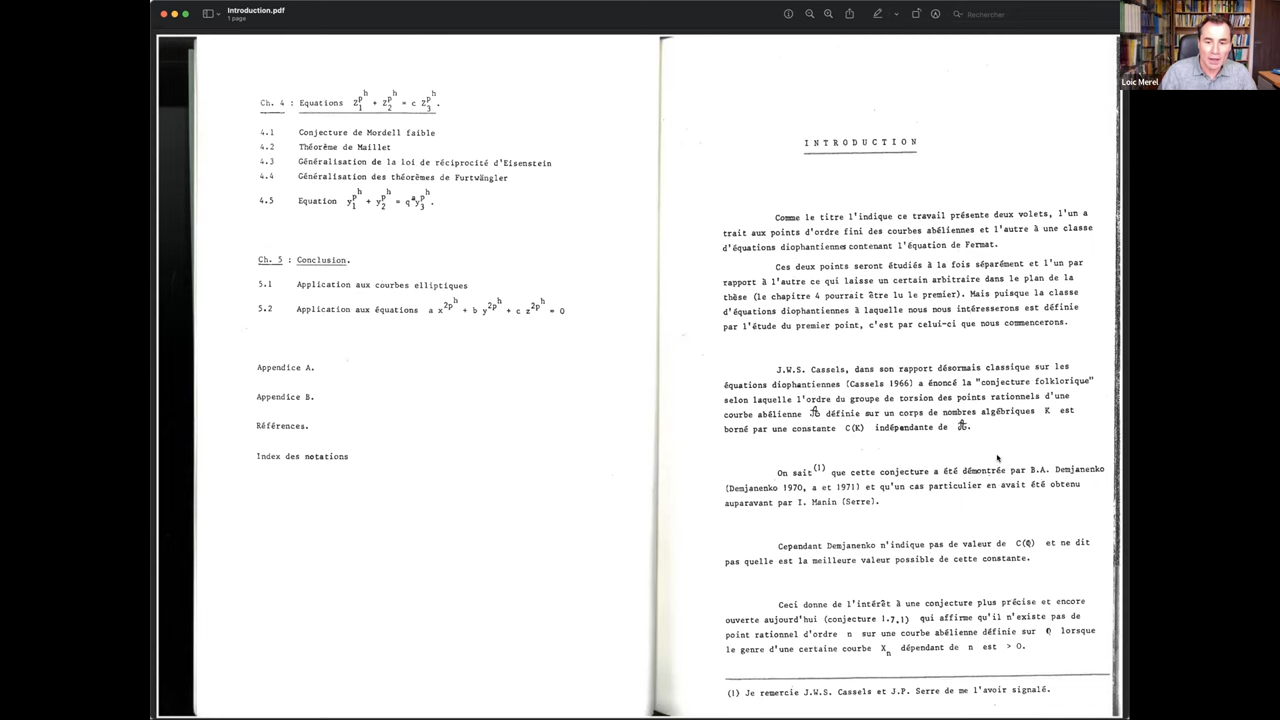 Introduction.pdf
1 page
Rechercher
Loic Merel
Ch. 4 : Equations Z₁^{p^h} + Z₂^{p^h} = c Z₃^{p^h}.
4.1 Conjecture de Mordell faible
4.2 Théorème de Maillet
4.3 Généralisation de la loi de réciprocité d'Eisenstein
4.4 Généralisation des théorèmes de Furtwängler
4.5 Equation y₁^{p^h} + y₂^{p^h} = q^a y₃^{p^h}.
Ch. 5 : Conclusion.
5.1 Application aux courbes elliptiques
5.2 Application aux équations a x^{2p^h} + b y^{2p^h} + c z^{2p^h} = 0
Appendice A.
Appendice B.
Références.
Index des notations
INTRODUCTION
Comme le titre l'indique ce travail présente deux volets, l'un a
trait aux points d'ordre fini des courbes abéliennes et l'autre à une classe
d'équations diophantiennes contenant l'équation de Fermat.
Ces deux points seront étudiés à la fois séparément et l'un par
rapport à l'autre ce qui laisse un certain arbitraire dans le plan de la
thèse (le chapitre 4 pourrait être lu le premier). Mais puisque la classe
d'équations diophantiennes à laquelle nous nous intéresserons est définie
par l'étude du premier point, c'est par celui-ci que nous commencerons.
J.W.S. Cassels, dans son rapport désormais classique sur les
équations diophantiennes (Cassels 1966) a énoncé la "conjecture folklorique"
selon laquelle l'ordre du groupe de torsion des points rationnels d'une
courbe abélienne 𝒜 définie sur un corps de nombres algébriques K est
borné par une constante C(K) indépendante de 𝒜.
On sait(1) que cette conjecture a été démontrée par B.A. Demjanenko
(Demjanenko 1970, a et 1971) et qu'un cas particulier en avait été obtenu
auparavant par I. Manin (Serre).
Cependant Demjanenko n'indique pas de valeur de C(Q) et ne dit
pas quelle est la meilleure valeur possible de cette constante.
Ceci donne de l'intérêt à une conjecture plus précise et encore
ouverte aujourd'hui (conjecture 1.7.1) qui affirme qu'il n'existe pas de
point rationnel d'ordre n sur une courbe abélienne définie sur Q lorsque
le genre d'une certaine courbe Xₙ dépendant de n est > 0.
(1) Je remercie J.W.S. Cassels et J.P. Serre de me l'avoir signalé.